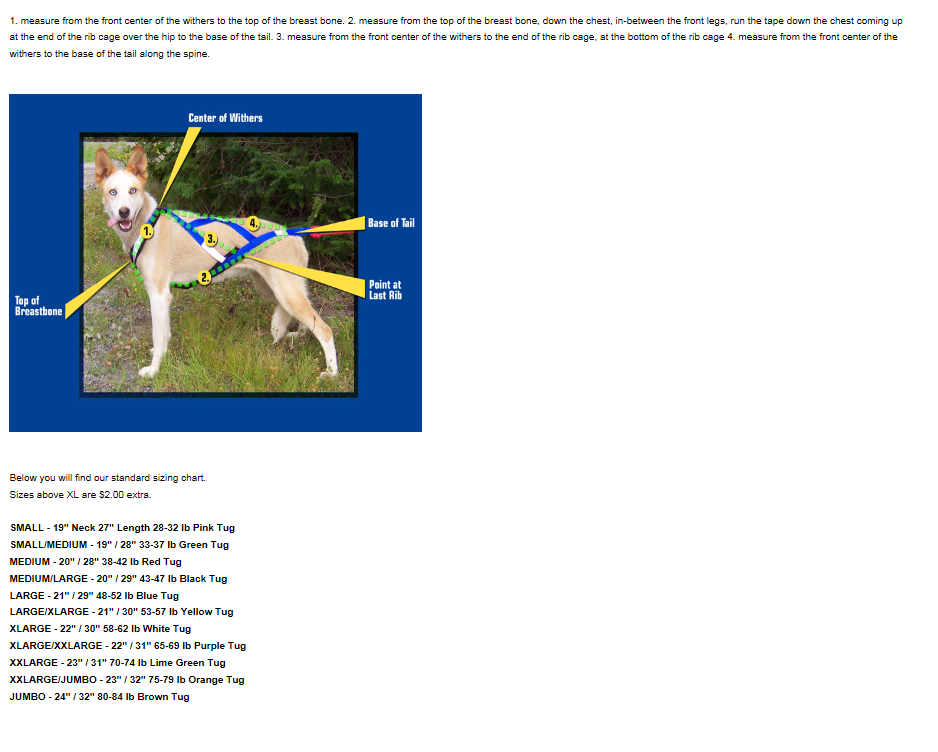 1. measure from the front center of the withers to the top of the breast bone. 2. measure from the top of the breast bone, down the chest, in-between the front legs, run the tape down the chest coming up
at the end of the rib cage over the hip to the base of the tail. 3. measure from the front center of the withers to the end of the rib cage, at the bottom of the rib cage 4. measure from the front center of the
withers to the base of the tail along the spine.
Center of Withers
1.
4.
Base of Tail
3.
2.
Point at
Last Rib
Top of
Breastbone
Below you will find our standard sizing chart.
Sizes above XL are $2.00 extra.
SMALL - 19" Neck 27" Length 28-32 lb Pink Tug
SMALL/MEDIUM - 19" / 28" 33-37 lb Green Tug
MEDIUM - 20" / 28" 38-42 lb Red Tug
MEDIUM/LARGE - 20" / 29" 43-47 lb Black Tug
LARGE - 21" / 29" 48-52 lb Blue Tug
LARGE/XLARGE - 21" / 30" 53-57 lb Yellow Tug
XLARGE - 22" / 30" 58-62 lb White Tug
XLARGE/XXLARGE - 22" / 31" 65-69 lb Purple Tug
XXLARGE - 23" / 31" 70-74 lb Lime Green Tug
XXLARGE/JUMBO - 23" / 32" 75-79 lb Orange Tug
JUMBO - 24" / 32" 80-84 lb Brown Tug